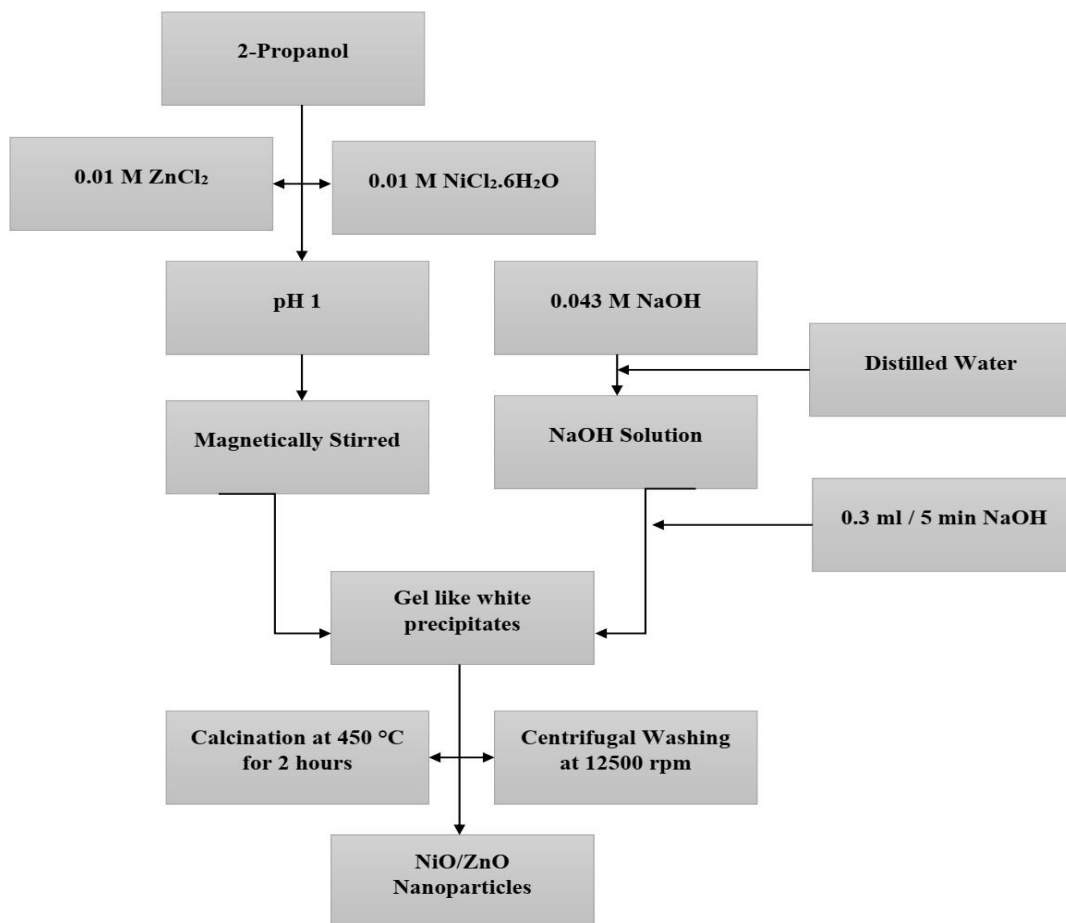 2-Propanol
0.01 M ZnCl₂
0.01 M NiCl₂.6H₂O
pH 1
0.043 M NaOH
Distilled Water
Magnetically Stirred
NaOH Solution
0.3 ml / 5 min NaOH
Gel like white
precipitates
Calcination at 450 °C
for 2 hours
Centrifugal Washing
at 12500 rpm
NiO/ZnO
Nanoparticles